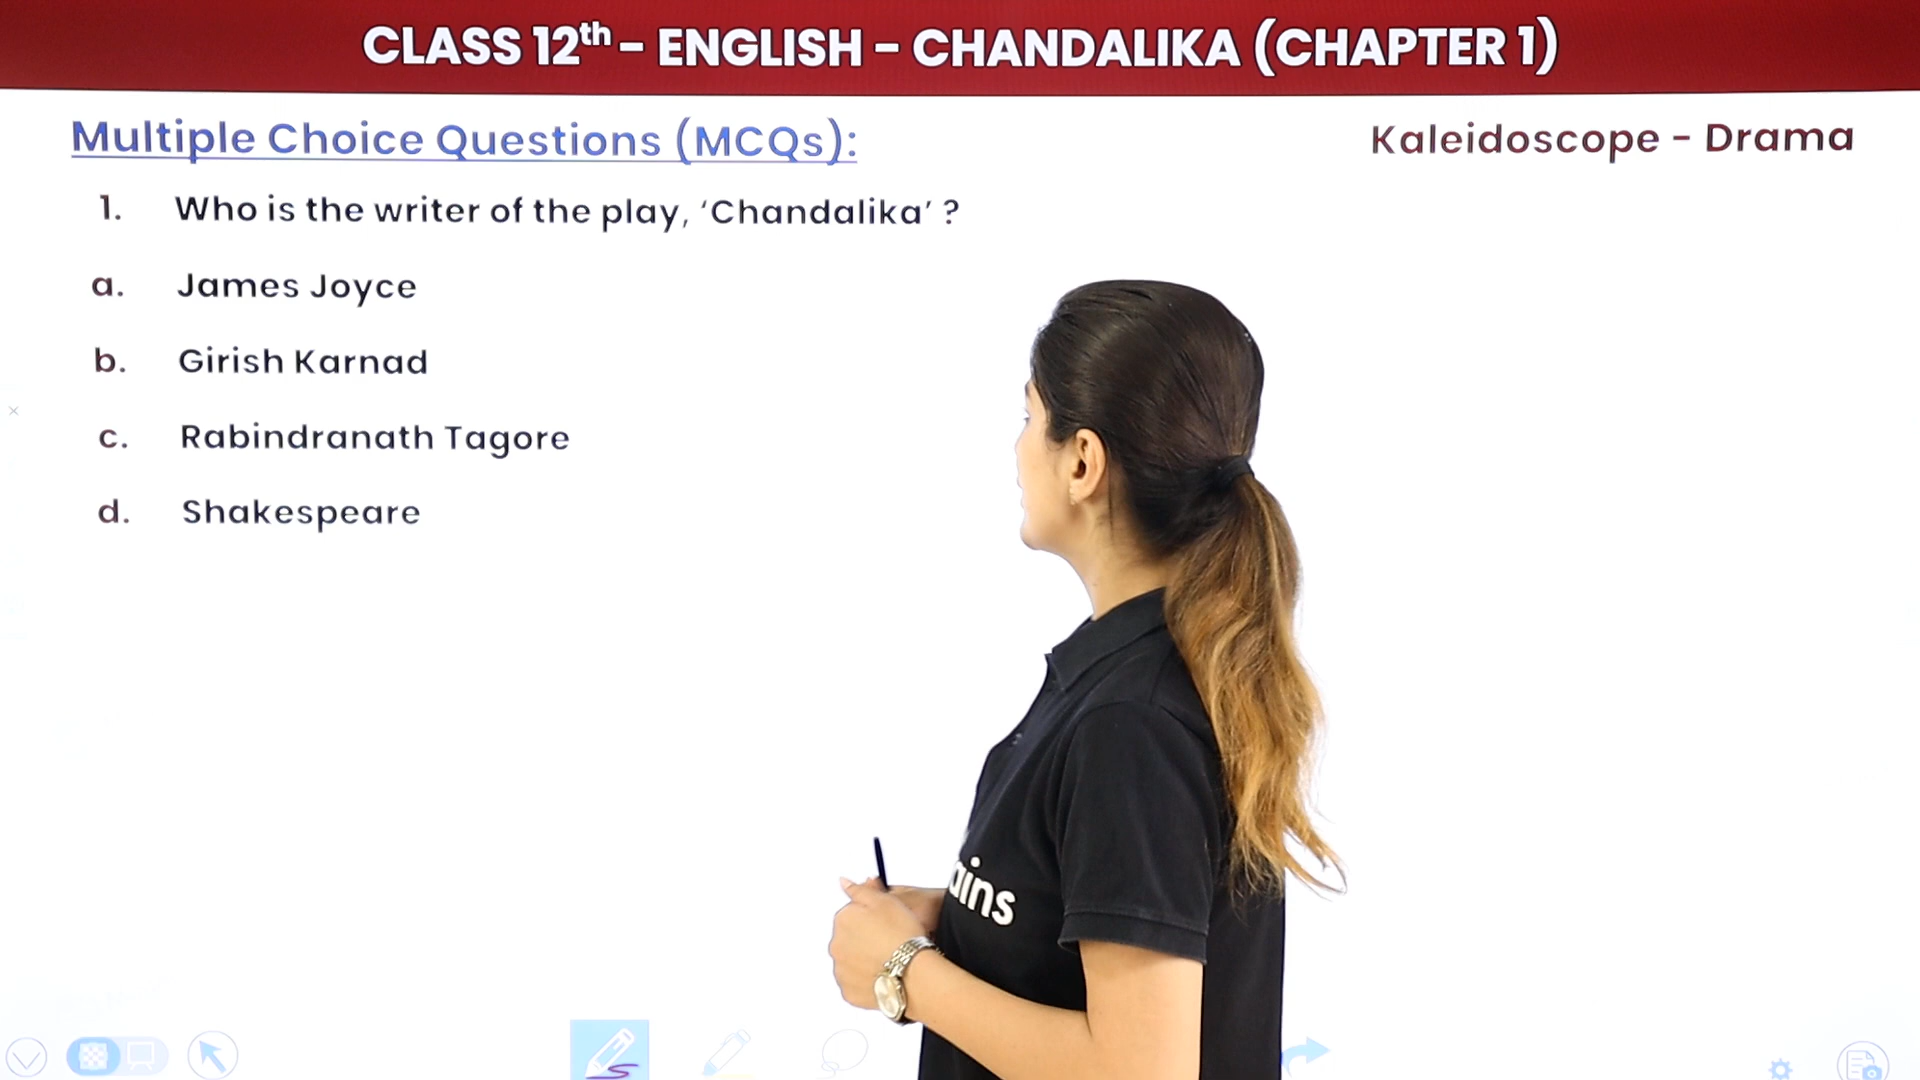 CLASS 12th – ENGLISH – CHANDALIKA (CHAPTER 1)
Multiple Choice Questions (MCQs):
Kaleidoscope – Drama
1. Who is the writer of the play, ‘Chandalika’ ?
a. James Joyce
b. Girish Karnad
c. Rabindranath Tagore
d. Shakespeare